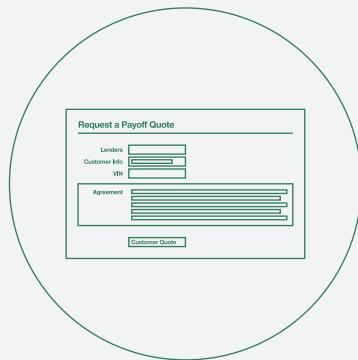 Request a Payoff Quote
Lenders
Customer Info
VIN
Agreement
Customer Quote